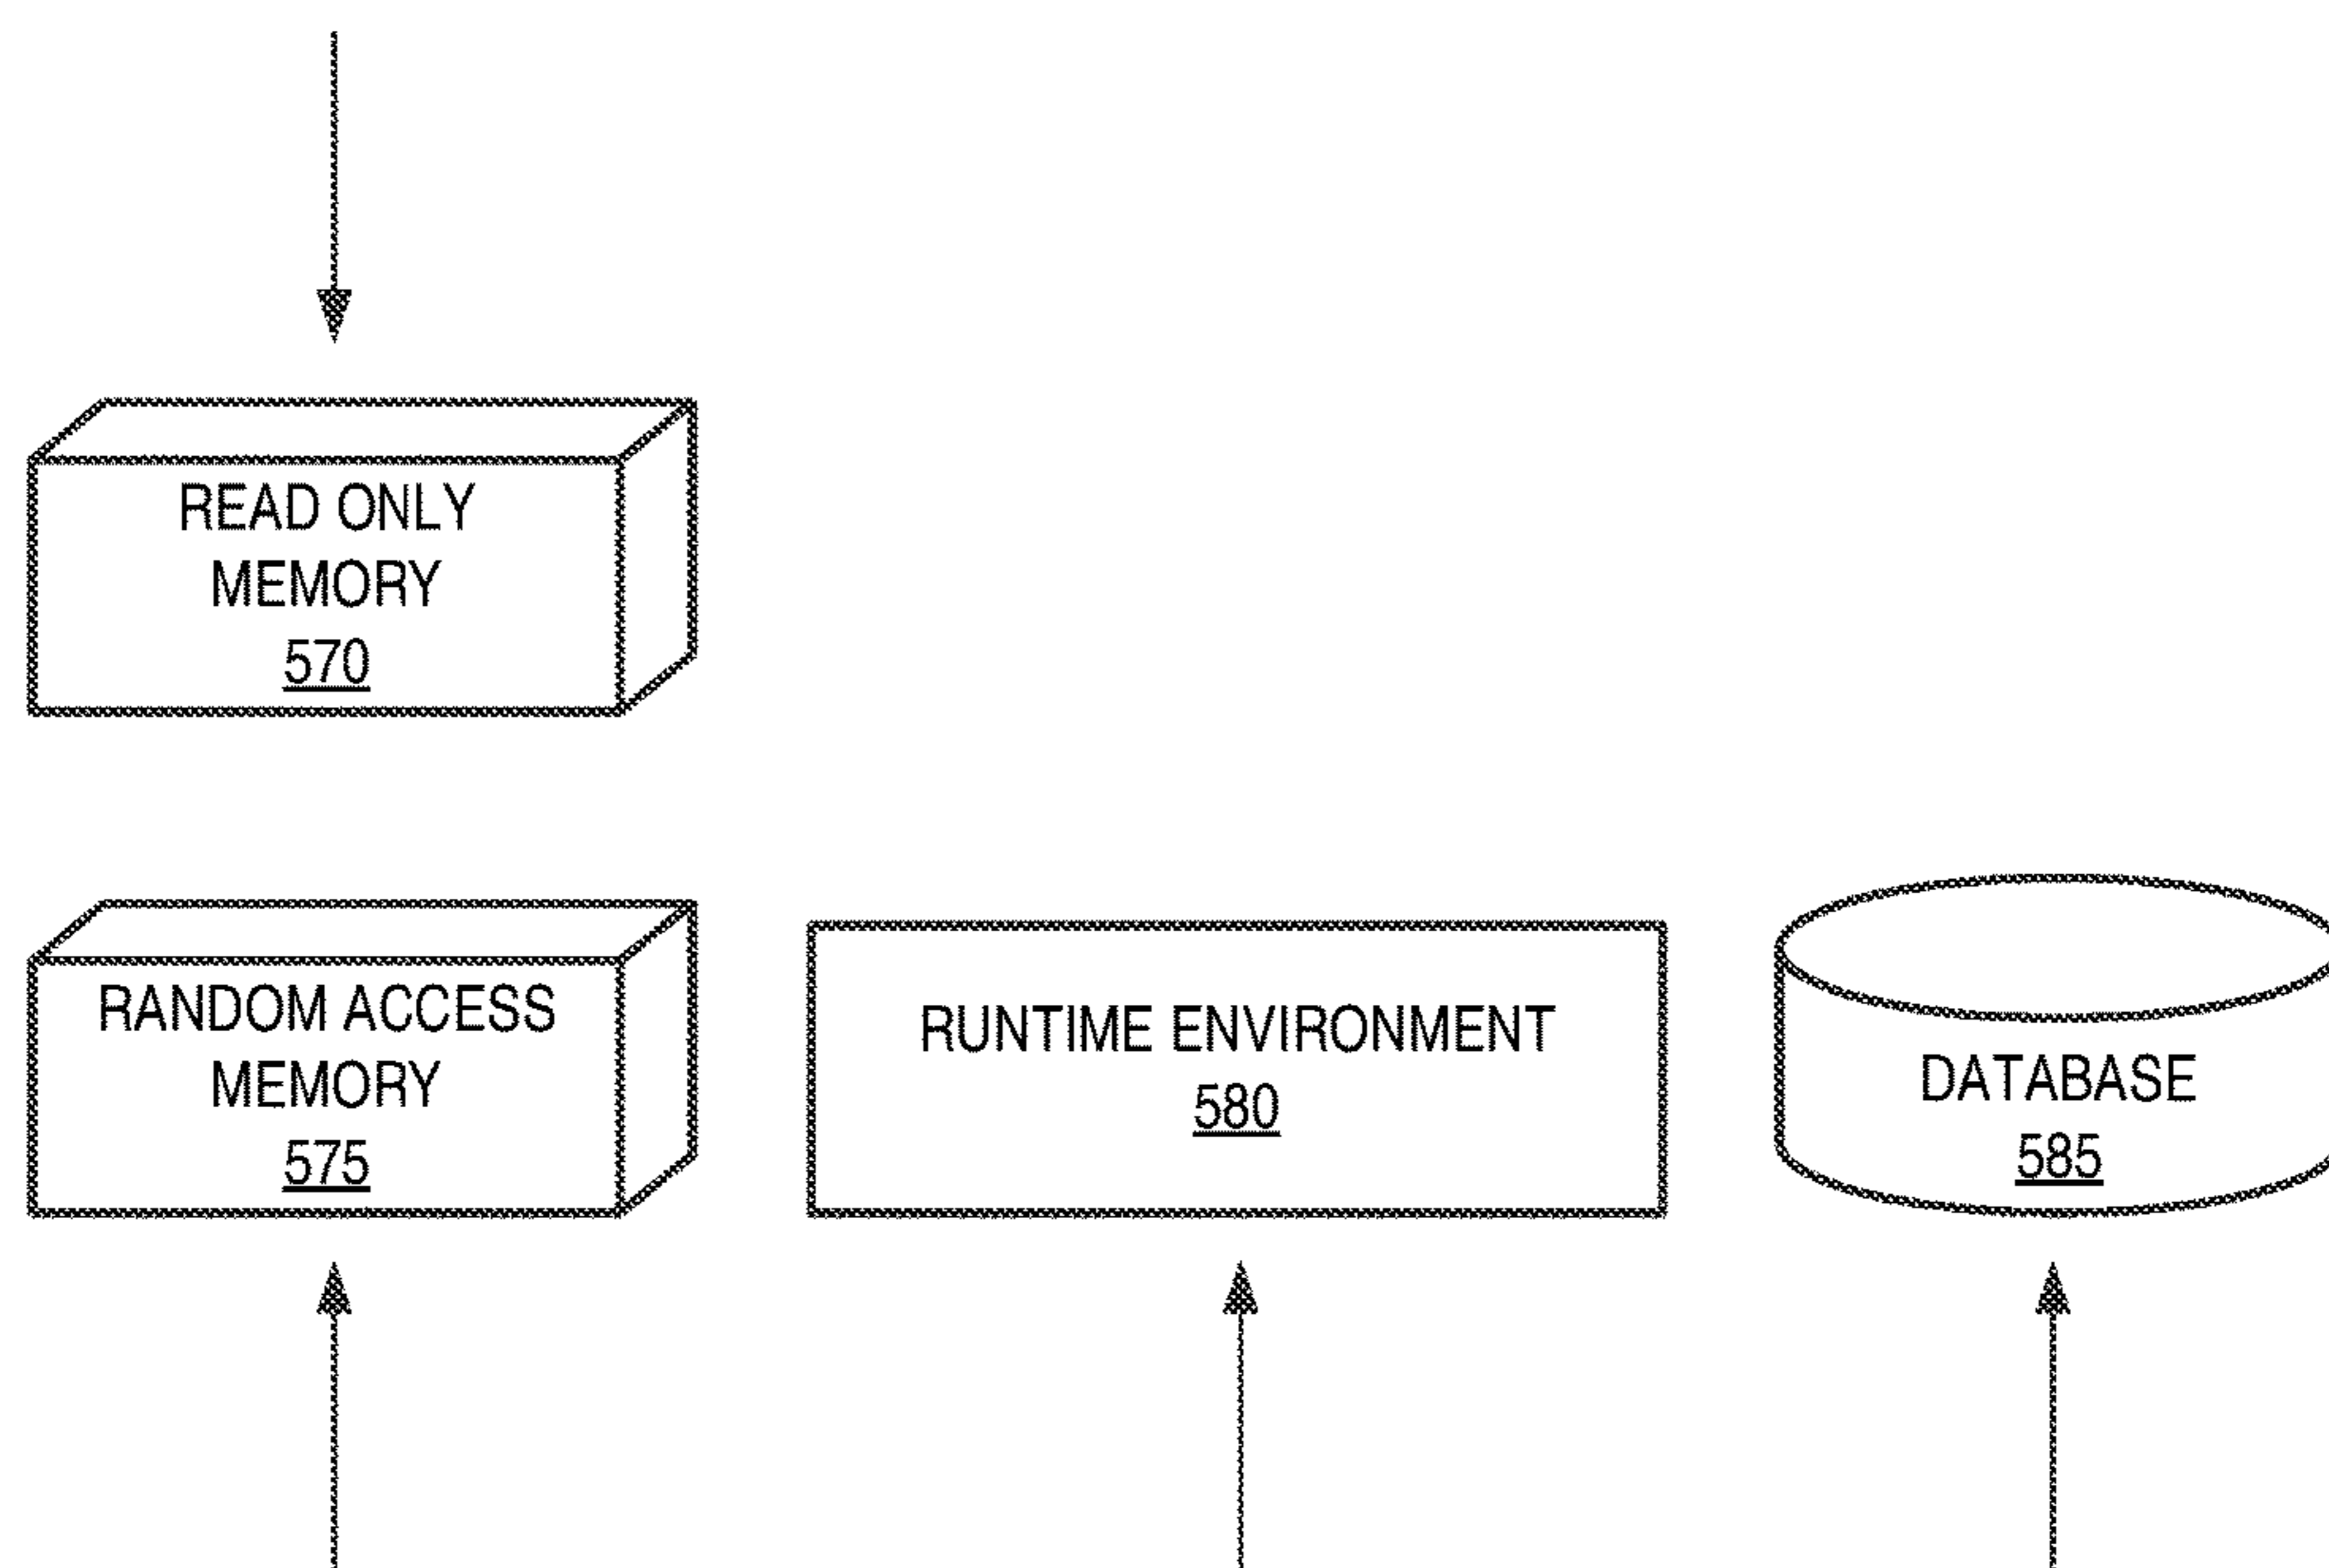 READ ONLY
MEMORY
570
RANDOM ACCESS
MEMORY
575
RUNTIME ENVIRONMENT
580
DATABASE
585